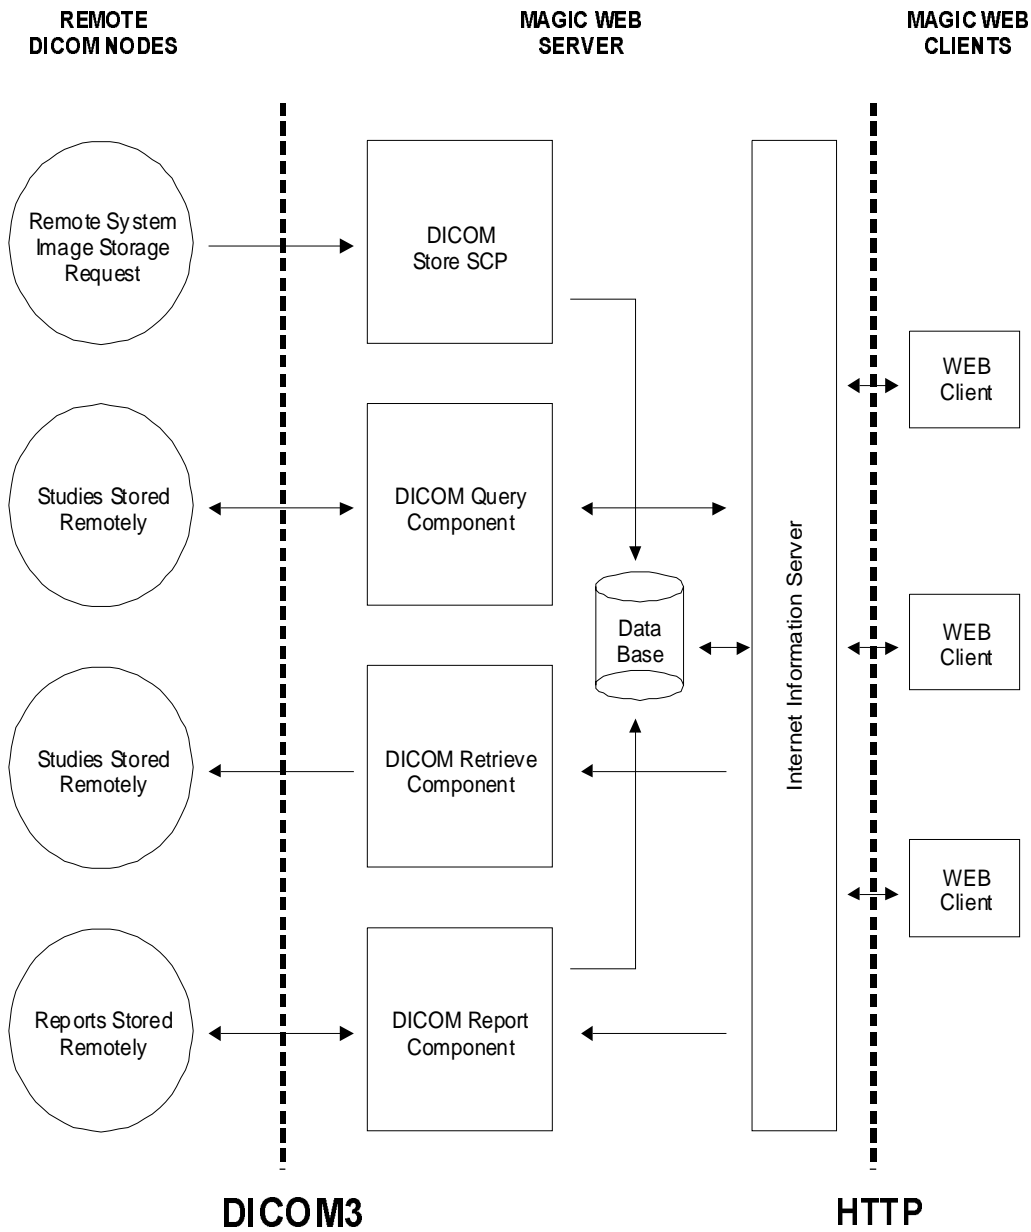 REMOTE
DICOM NODES
MAGIC WEB
SERVER
MAGIC WEB
CLIENTS
Remote System
Image Storage
Request
DICOM
Store SCP
WEB
Client
Studies Stored
Remotely
DICOM Query
Component
Internet Information Server
Data
Base
WEB
Client
Studies Stored
Remotely
DICOM Retrieve
Component
WEB
Client
Reports Stored
Remotely
DICOM Report
Component
DICOM3
HTTP